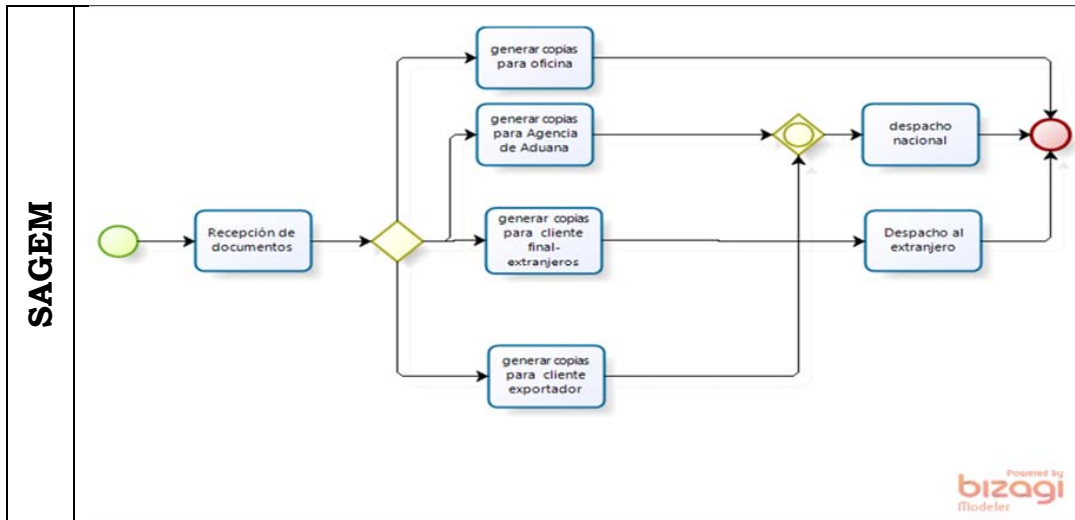 SAGEM
Recepción de
documentos
generar copias
para oficina
generar copias
para Agencia
de Aduana
generar copias
para cliente
final-
extranjeros
generar copias
para cliente
exportador
despacho
nacional
Despacho al
extranjero
Powered by
bizagi
Modeler